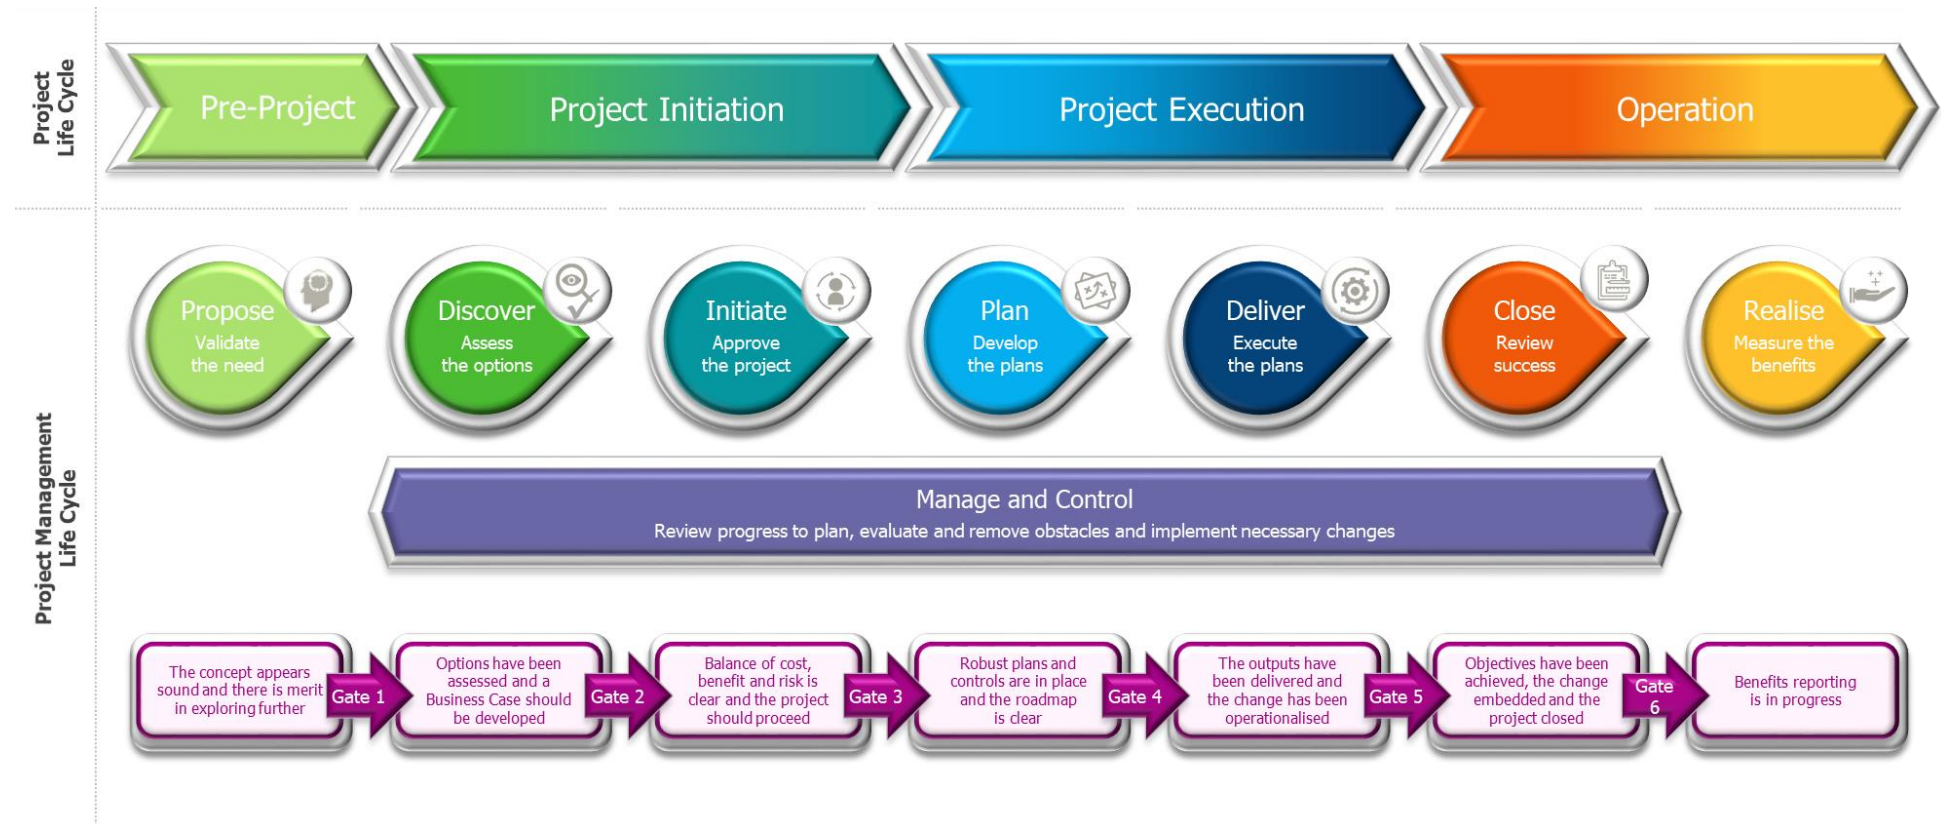 Project
Life Cycle
Pre-Project
Project Initiation
Project Execution
Operation
Project Management
Life Cycle
Propose
Validate
the need
Discover
Assess
the options
Initiate
Approve
the project
Plan
Develop
the plans
Deliver
Execute
the plans
Close
Review
success
Realise
Measure the
benefits
Manage and Control
Review progress to plan, evaluate and remove obstacles and implement necessary changes
The concept appears
sound and there is merit
in exploring further
Gate 1
Options have been
assessed and a
Business Case should
be developed
Gate 2
Balance of cost,
benefit and risk is
clear and the project
should proceed
Gate 3
Robust plans and
controls are in place
and the roadmap
is clear
Gate 4
The outputs have
been delivered and
the change has been
operationalised
Gate 5
Objectives have been
achieved, the change
embedded and the
project closed
Gate
6
Benefits reporting
is in progress